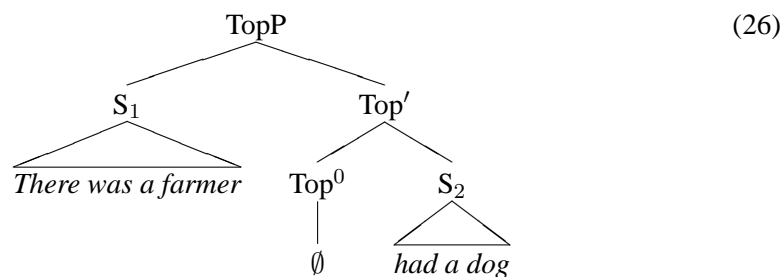 TopP (26)
S₁ Top′
There was a farmer Top⁰ S₂
∅ had a dog